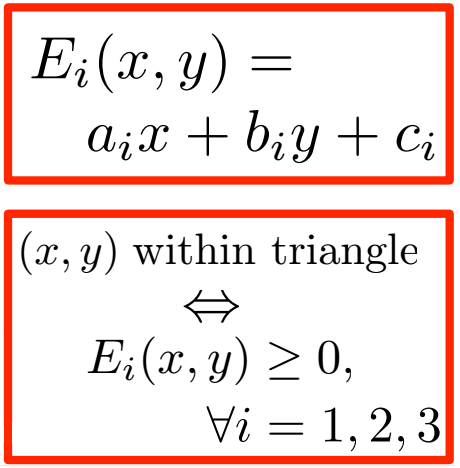 E_i(x, y) =
a_i x + b_i y + c_i
(x, y) within triangle
⇔
E_i(x, y) ≥ 0,
∀i = 1, 2, 3